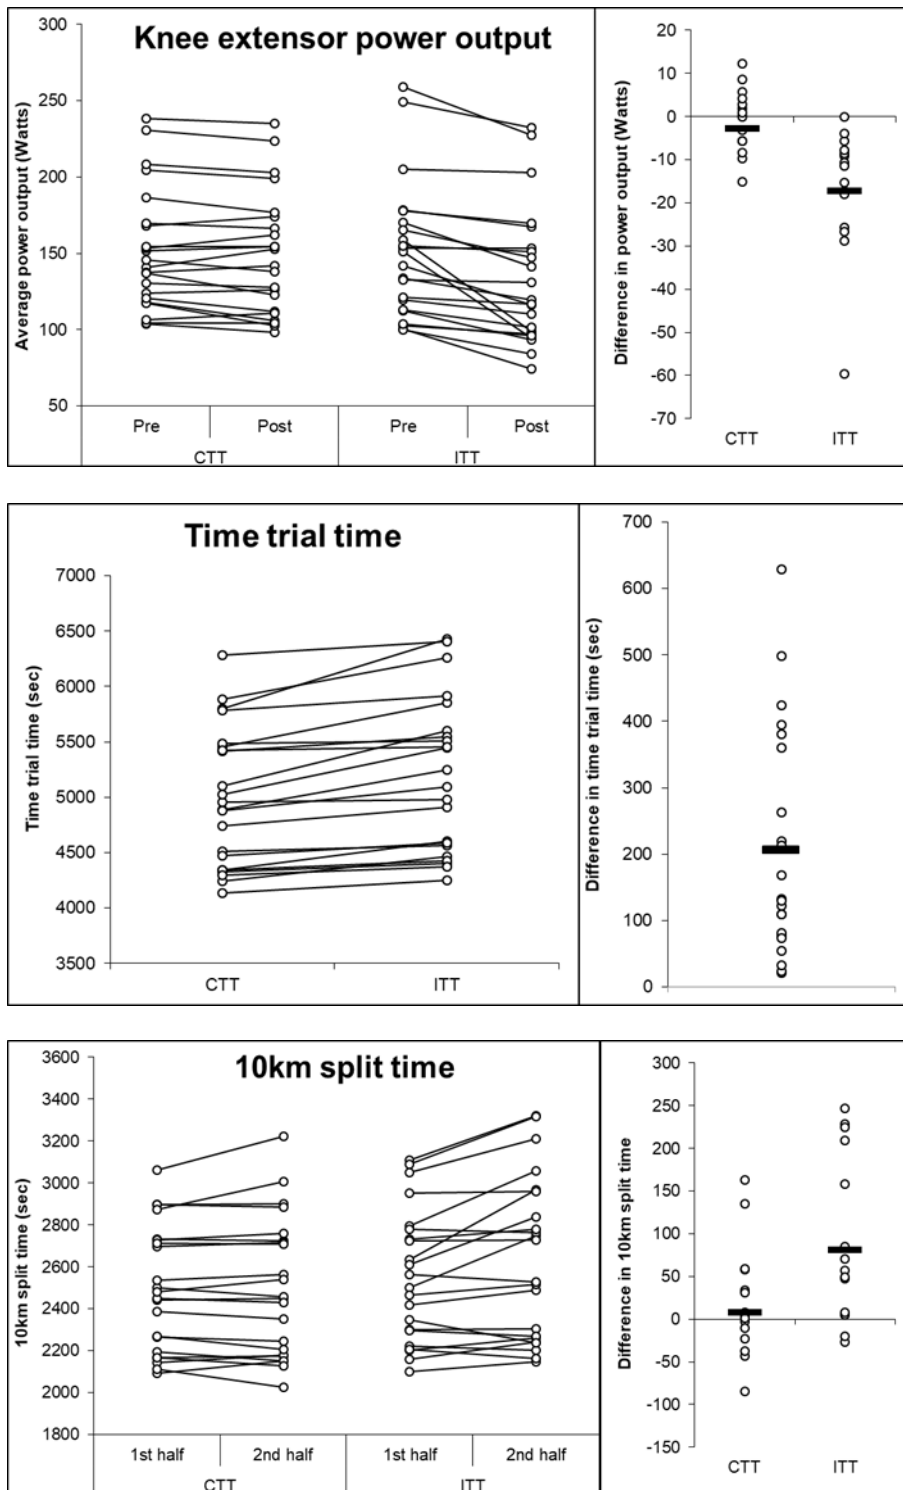 Knee extensor power output
Average power output (Watts)
300
250
200
150
100
50
Pre
Post
Pre
Post
CTT
ITT
Difference in power output (Watts)
20
10
0
-10
-20
-30
-40
-50
-60
-70
CTT
ITT
Time trial time
Time trial time (sec)
7000
6500
6000
5500
5000
4500
4000
3500
CTT
ITT
Difference in time trial time (sec)
700
600
500
400
300
200
100
0
10km split time
10km split time (sec)
3600
3400
3200
3000
2800
2600
2400
2200
2000
1800
1st half
2nd half
1st half
2nd half
CTT
ITT
Difference in 10km split time
300
250
200
150
100
50
0
-50
-100
-150
CTT
ITT